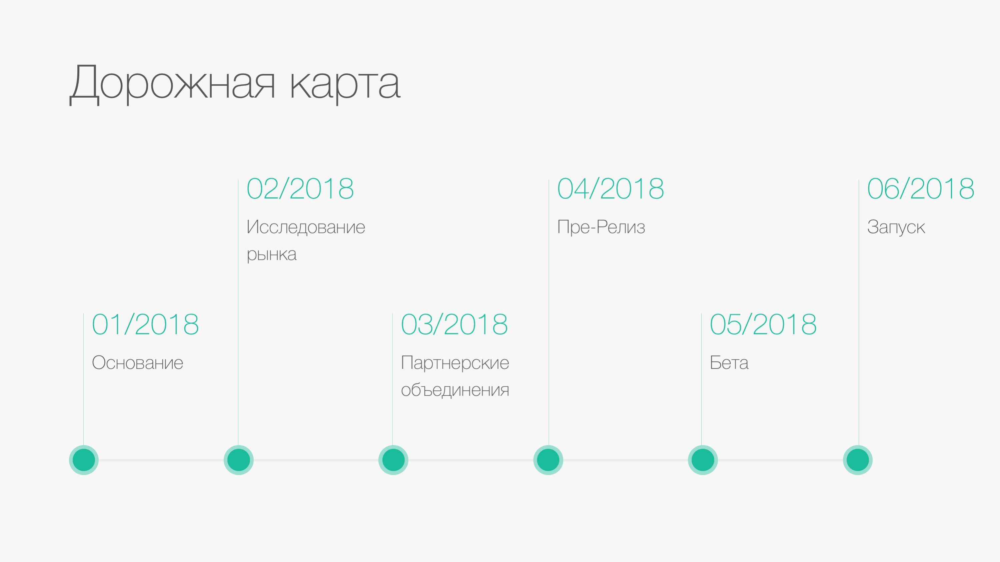 Дорожная карта
01/2018
Основание
02/2018
Исследование
рынка
03/2018
Партнерские
объединения
04/2018
Пре-Релиз
05/2018
Бета
06/2018
Запуск